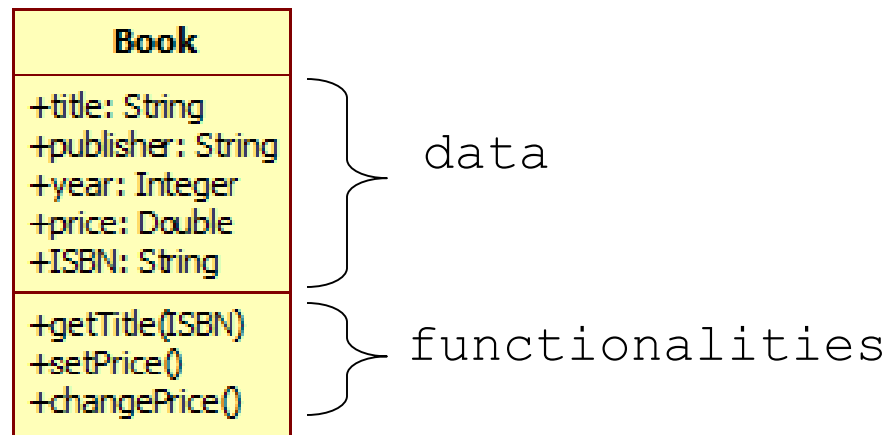 Book
+title: String
+publisher: String
+year: Integer
+price: Double
+ISBN: String
data
+getTitle(ISBN)
+setPrice()
+changePrice()
functionalities